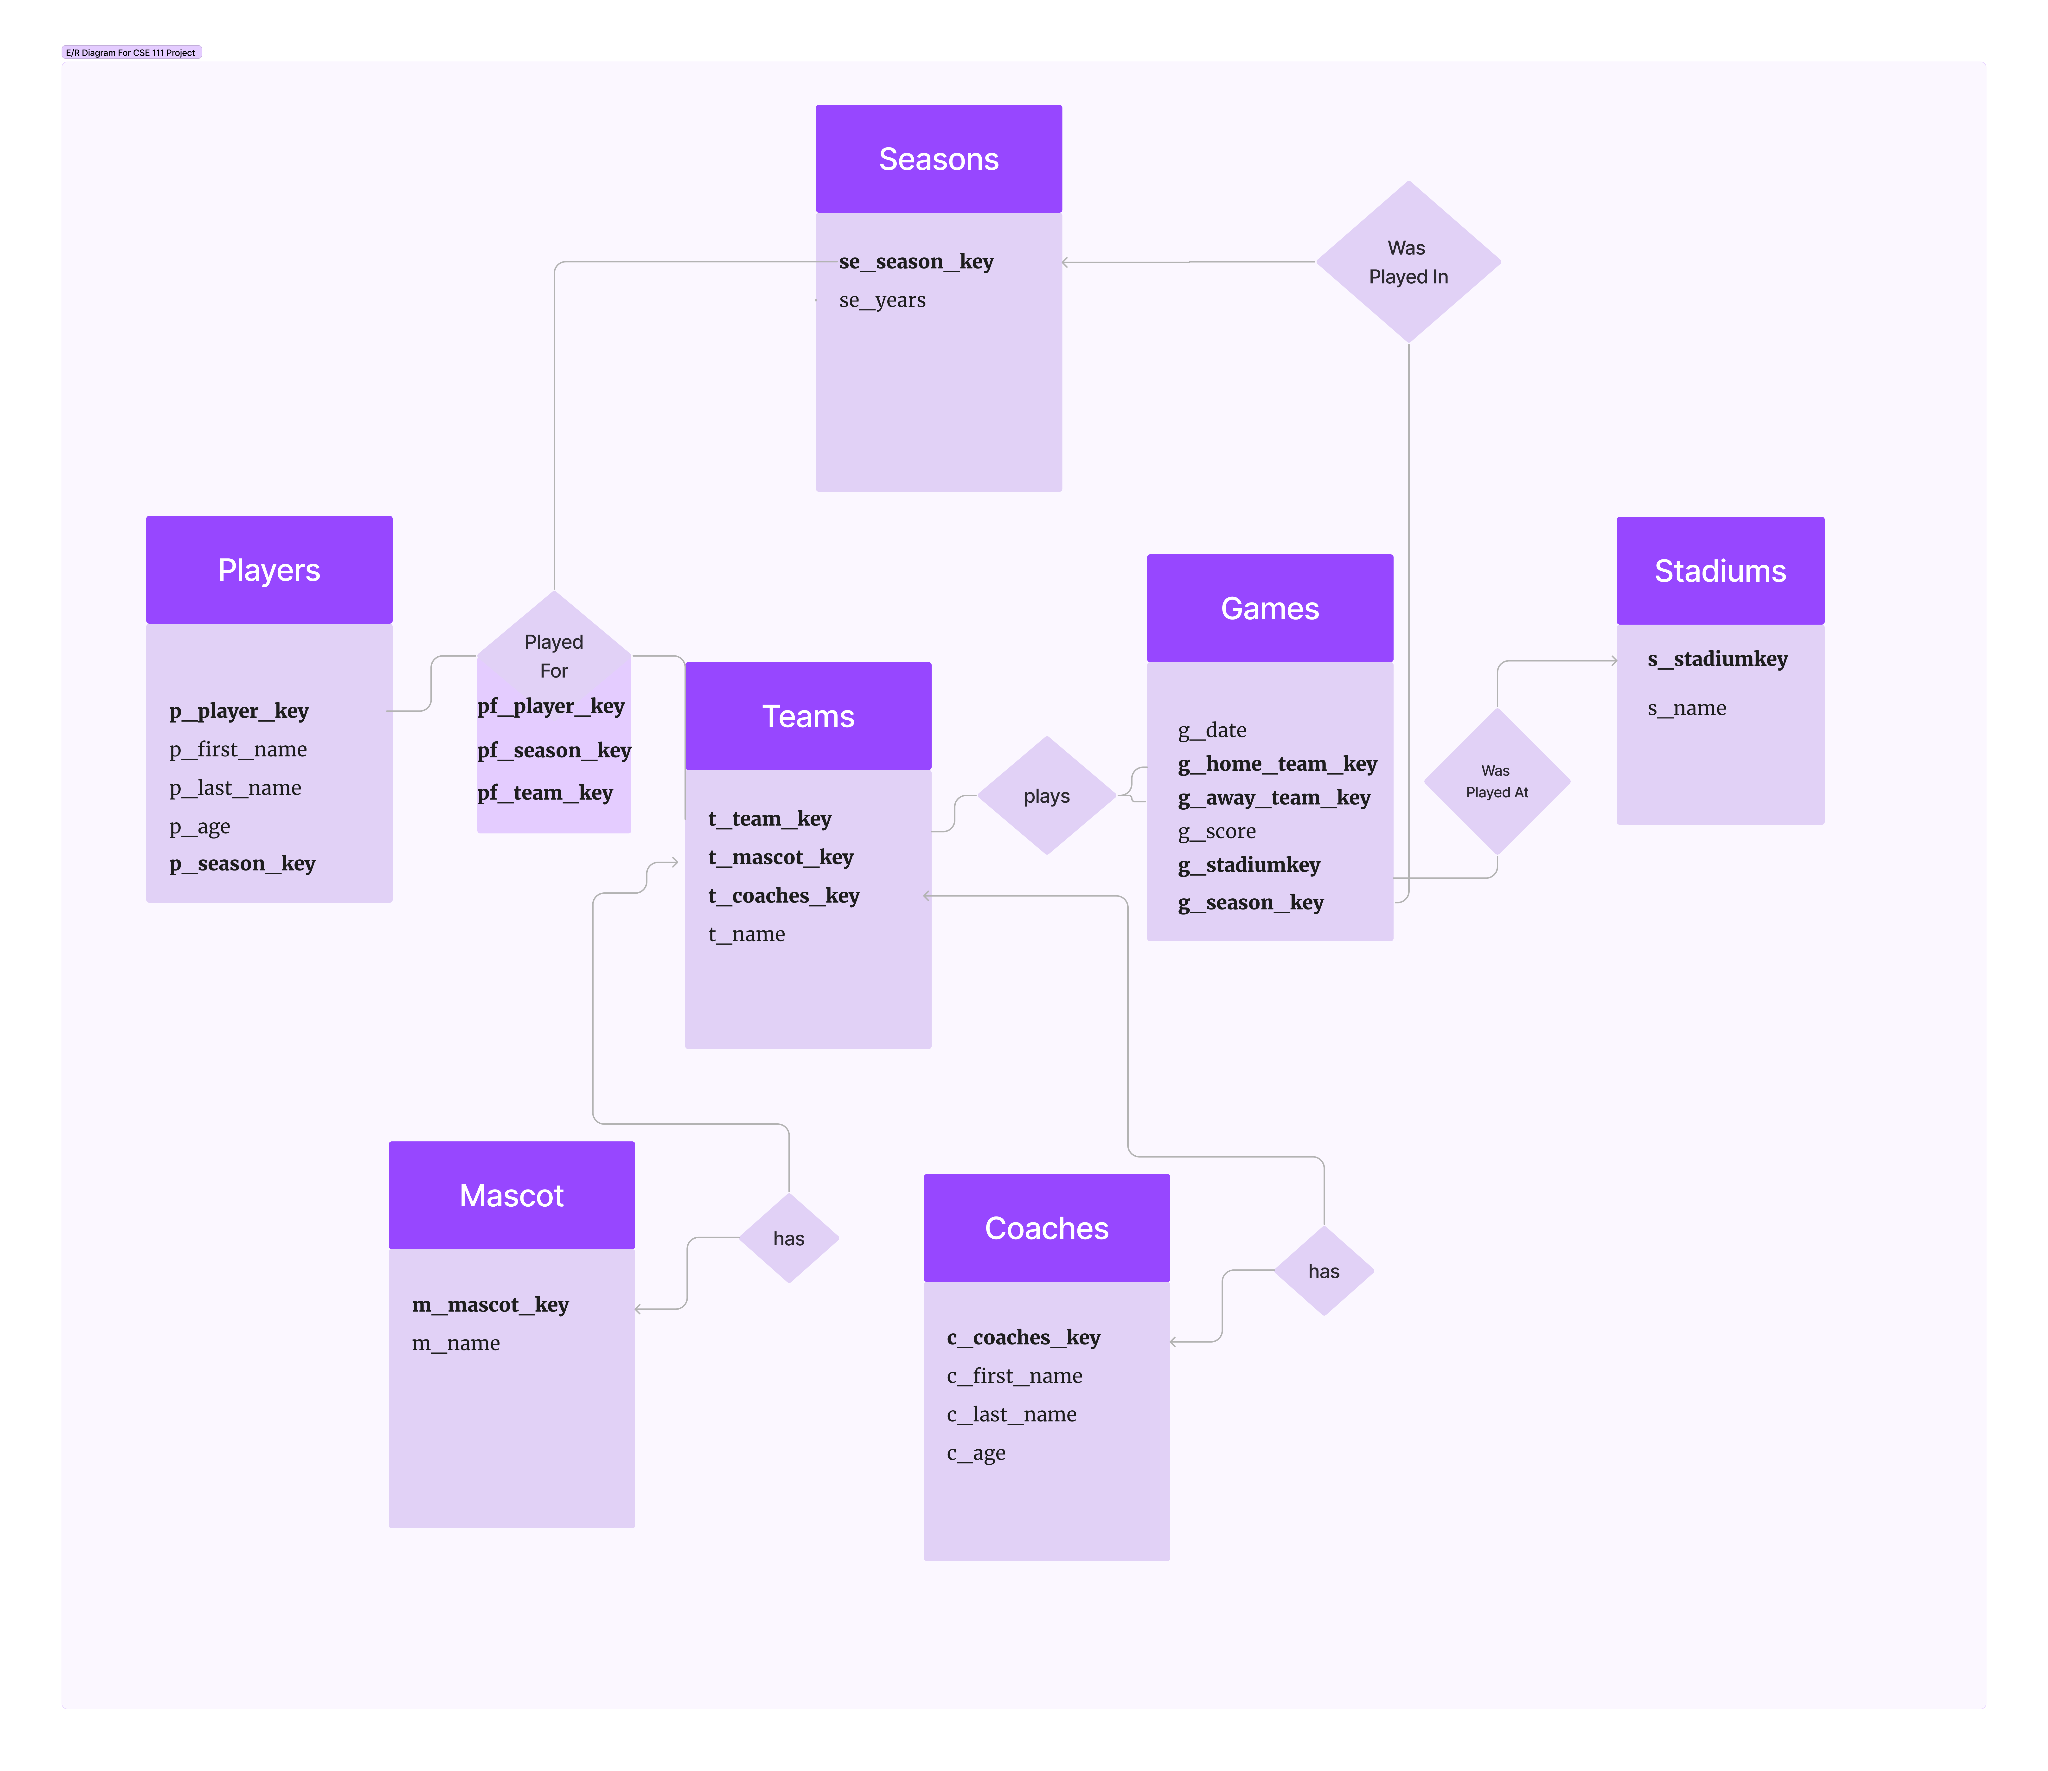 E/R Diagram For CSE 111 Project
Seasons
se_season_key
se_years
Was
Played In
Players
p_player_key
p_first_name
p_last_name
p_age
p_season_key
Played
For
pf_player_key
pf_season_key
pf_team_key
Teams
t_team_key
t_mascot_key
t_coaches_key
t_name
plays
Games
g_date
g_home_team_key
g_away_team_key
g_score
g_stadiumkey
g_season_key
Was
Played At
Stadiums
s_stadiumkey
s_name
Mascot
m_mascot_key
m_name
has
Coaches
c_coaches_key
c_first_name
c_last_name
c_age
has